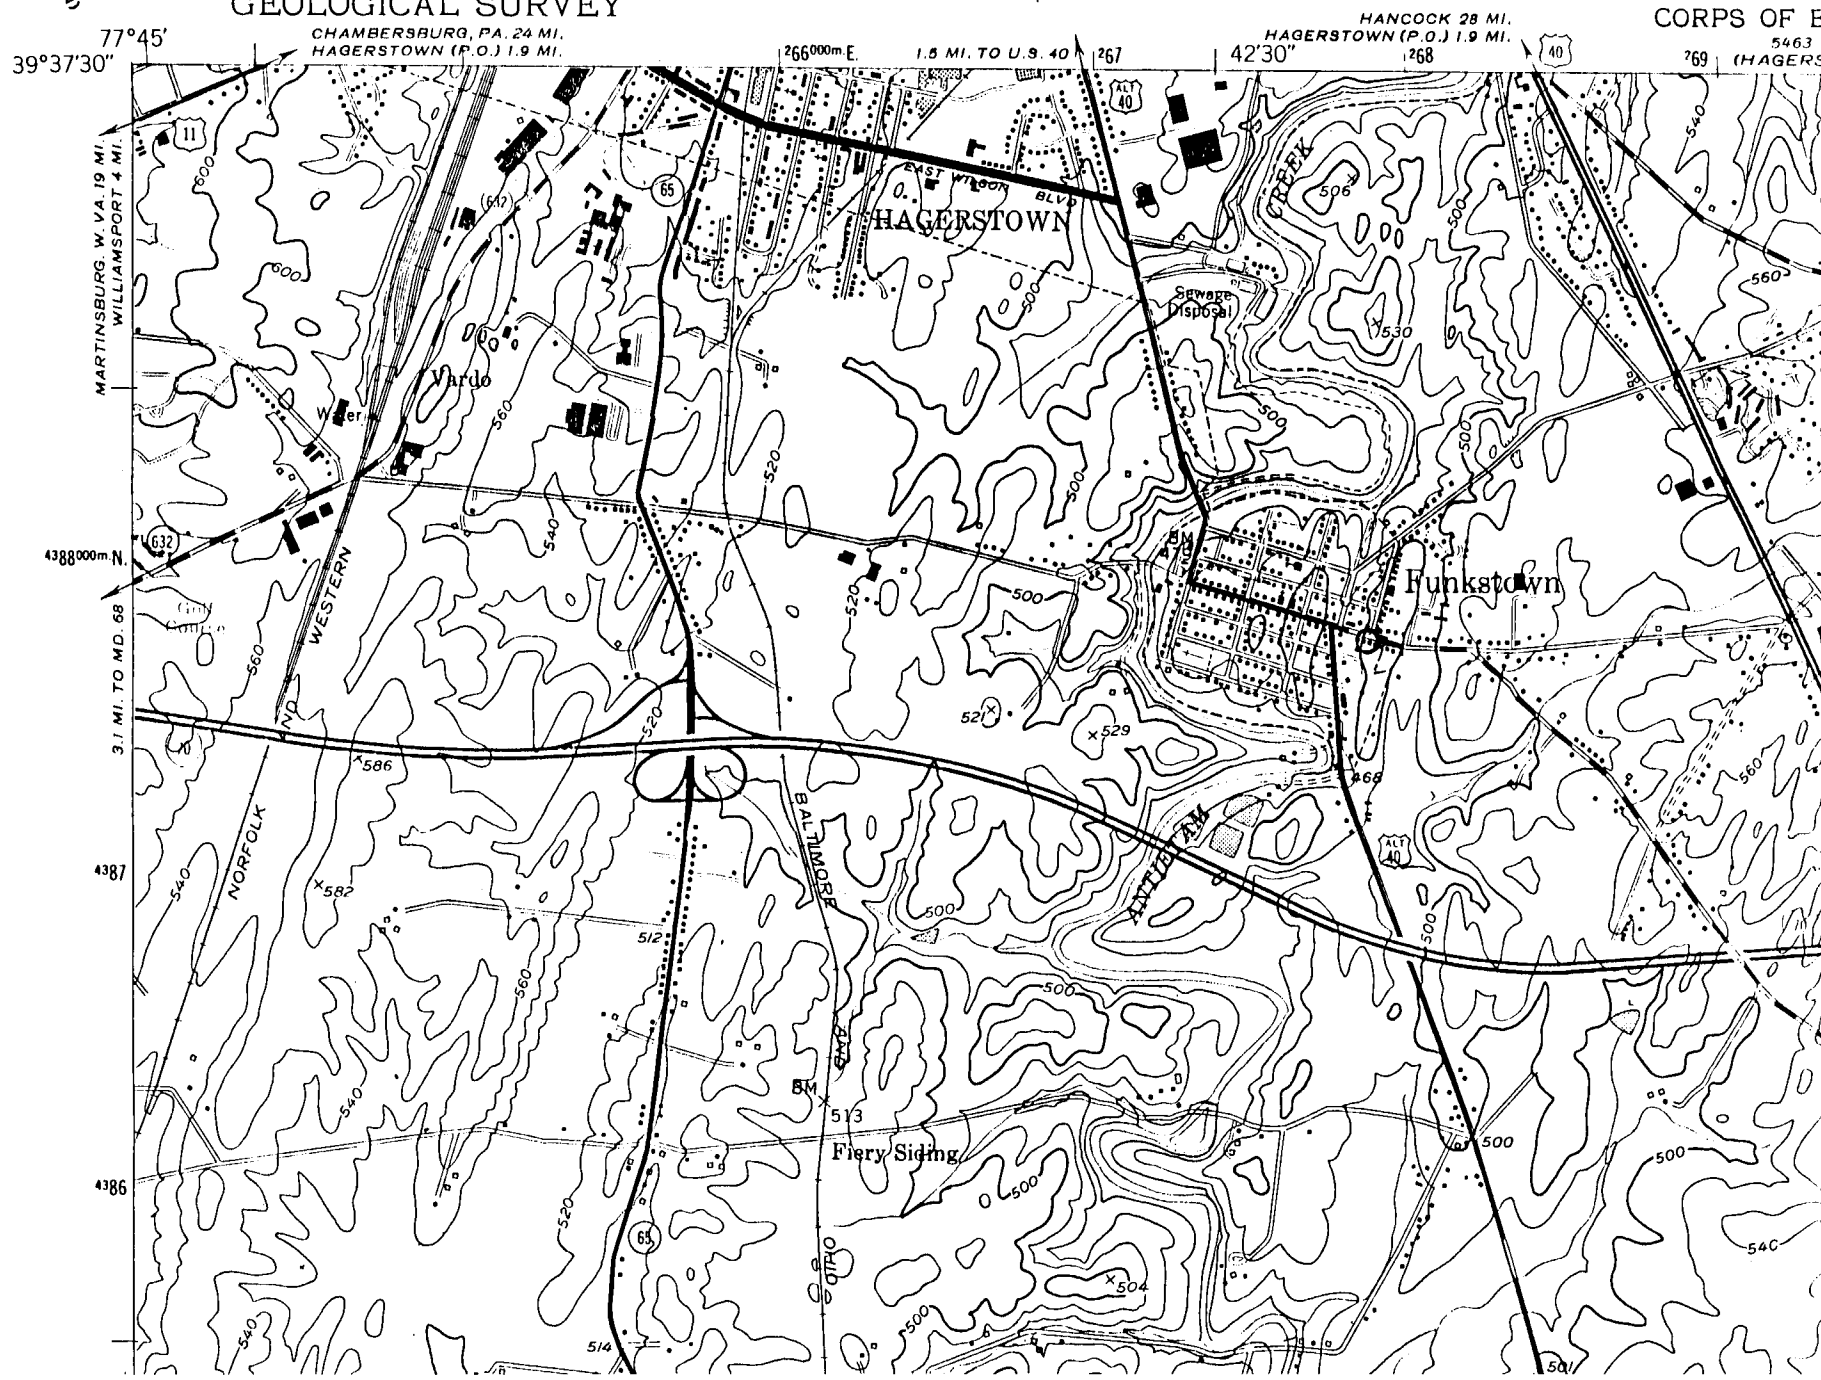 GEOLOGICAL SURVEY
CORPS OF E
77°45'
CHAMBERSBURG, PA. 24 MI.
HAGERSTOWN (P.O.) 1.9 MI.
HANCOCK 28 MI.
HAGERSTOWN (P.O.) 1.9 MI.
5463
(HAGERS
39°37'30"
266000m. E.
1.5 MI. TO U.S. 40
267
42'30"
268
40
269
ALT 40
11
600
540
MARTINSBURG, W. VA. 19 MI.
WILLIAMSPORT 4 MI.
65
632
EAST WILSON BLVD
HAGERSTOWN
CREEK
506
500
600
560
500
Sewage Disposal
530
Vardo
560
Water
500
500
520
500
540
632
4388000m. N.
BM
Funkstown
500
520
WESTERN
Golf Course
560
3.1 MI. TO MD. 68
AND
520
521
529
586
468
560
BALTIMORE
ANTIETAM
NORFOLK
ALT 40
4387
540
582
500
500
512
560
500
AND
540
BM
513
Fiery Siding
500
500
4386
500
520
65
OHIO
540
504
500
540
514
501